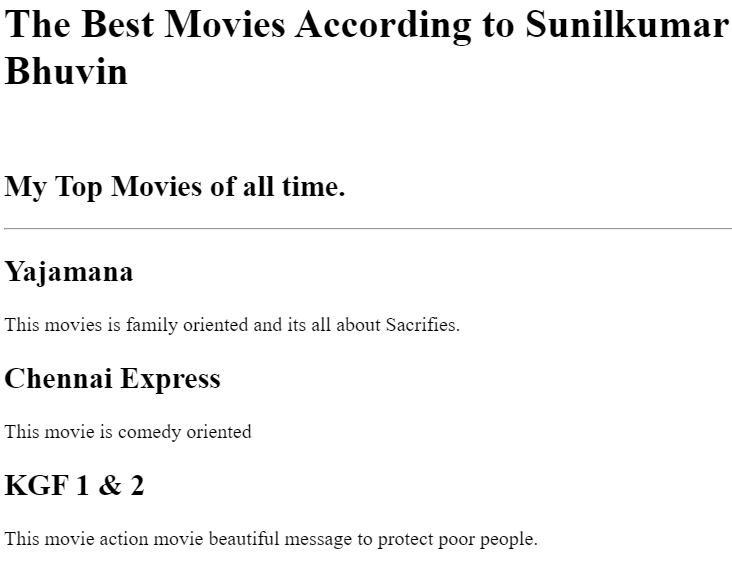 The Best Movies According to Sunilkumar
Bhuvin
My Top Movies of all time.
Yajamana
This movies is family oriented and its all about Sacrifies.
Chennai Express
This movie is comedy oriented
KGF 1 & 2
This movie action movie beautiful message to protect poor people.